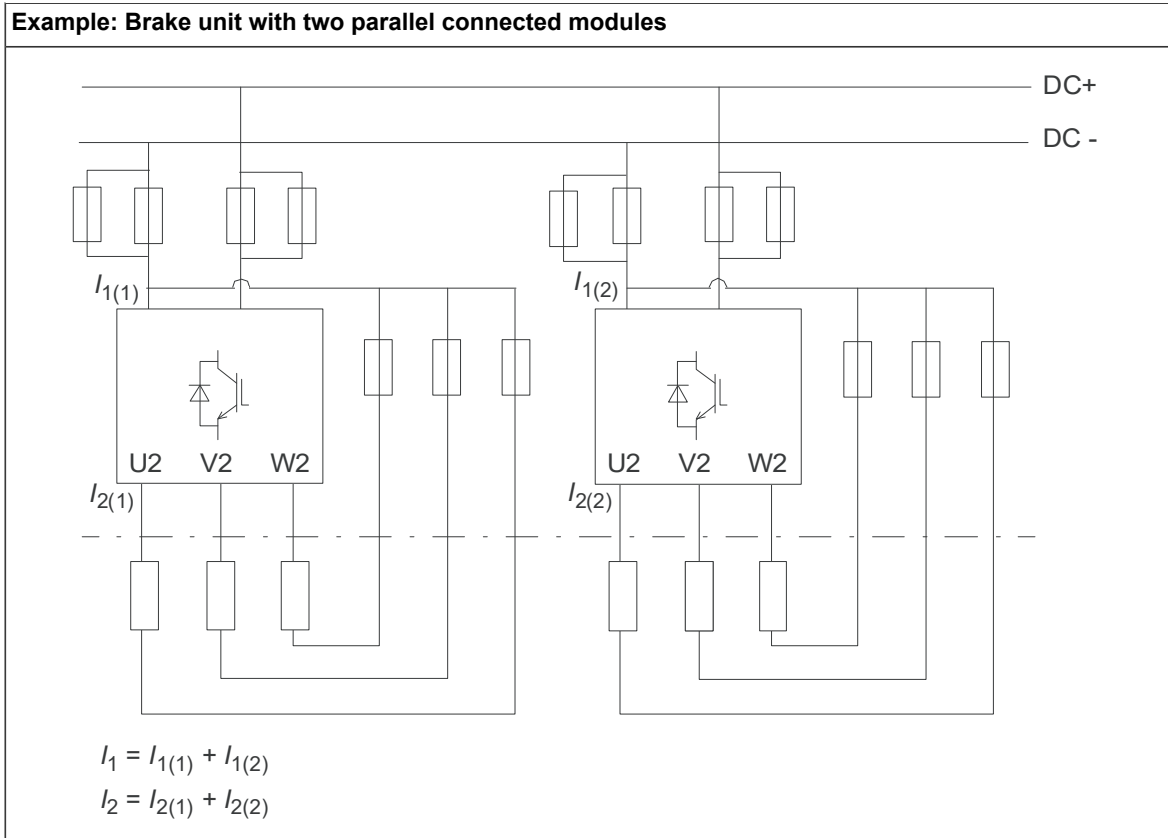 Example: Brake unit with two parallel connected modules
DC+
DC -
I1(1)
I1(2)
U2 V2 W2
U2 V2 W2
I2(1)
I2(2)
I1 = I1(1) + I1(2)
I2 = I2(1) + I2(2)